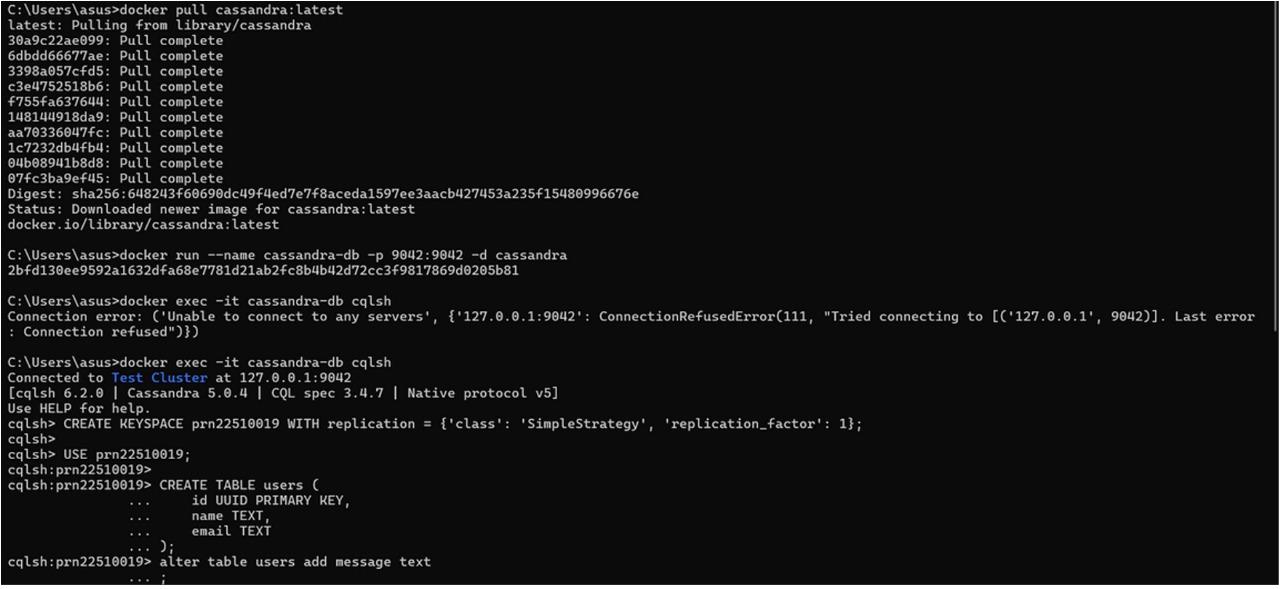 C:\Users\asus>docker pull cassandra:latest
latest: Pulling from library/cassandra
30a9c22ae099: Pull complete
6dbdd66677ae: Pull complete
3398a057cfd5: Pull complete
c3e4752518b6: Pull complete
f755fa637644: Pull complete
148144918da9: Pull complete
aa70336047fc: Pull complete
1c7232db4fb4: Pull complete
04b08941b8d8: Pull complete
07fc3ba9ef45: Pull complete
Digest: sha256:648243f60690dc49f4ed7e7f8aceda1597ee3aacb427453a235f15480996676e
Status: Downloaded newer image for cassandra:latest
docker.io/library/cassandra:latest
C:\Users\asus>docker run --name cassandra-db -p 9042:9042 -d cassandra
2bfd130ee9592a1632dfa68e7781d21ab2fc8b4b42d72cc3f9817869d0205b81
C:\Users\asus>docker exec -it cassandra-db cqlsh
Connection error: ('Unable to connect to any servers', {'127.0.0.1:9042': ConnectionRefusedError(111, "Tried connecting to [('127.0.0.1', 9042)]. Last error
: Connection refused")})
C:\Users\asus>docker exec -it cassandra-db cqlsh
Connected to Test Cluster at 127.0.0.1:9042
[cqlsh 6.2.0 | Cassandra 5.0.4 | CQL spec 3.4.7 | Native protocol v5]
Use HELP for help.
cqlsh> CREATE KEYSPACE prn22510019 WITH replication = {'class': 'SimpleStrategy', 'replication_factor': 1};
cqlsh>
cqlsh> USE prn22510019;
cqlsh:prn22510019>
cqlsh:prn22510019> CREATE TABLE users (
... id UUID PRIMARY KEY,
... name TEXT,
... email TEXT
... );
cqlsh:prn22510019> alter table users add message text
... ;